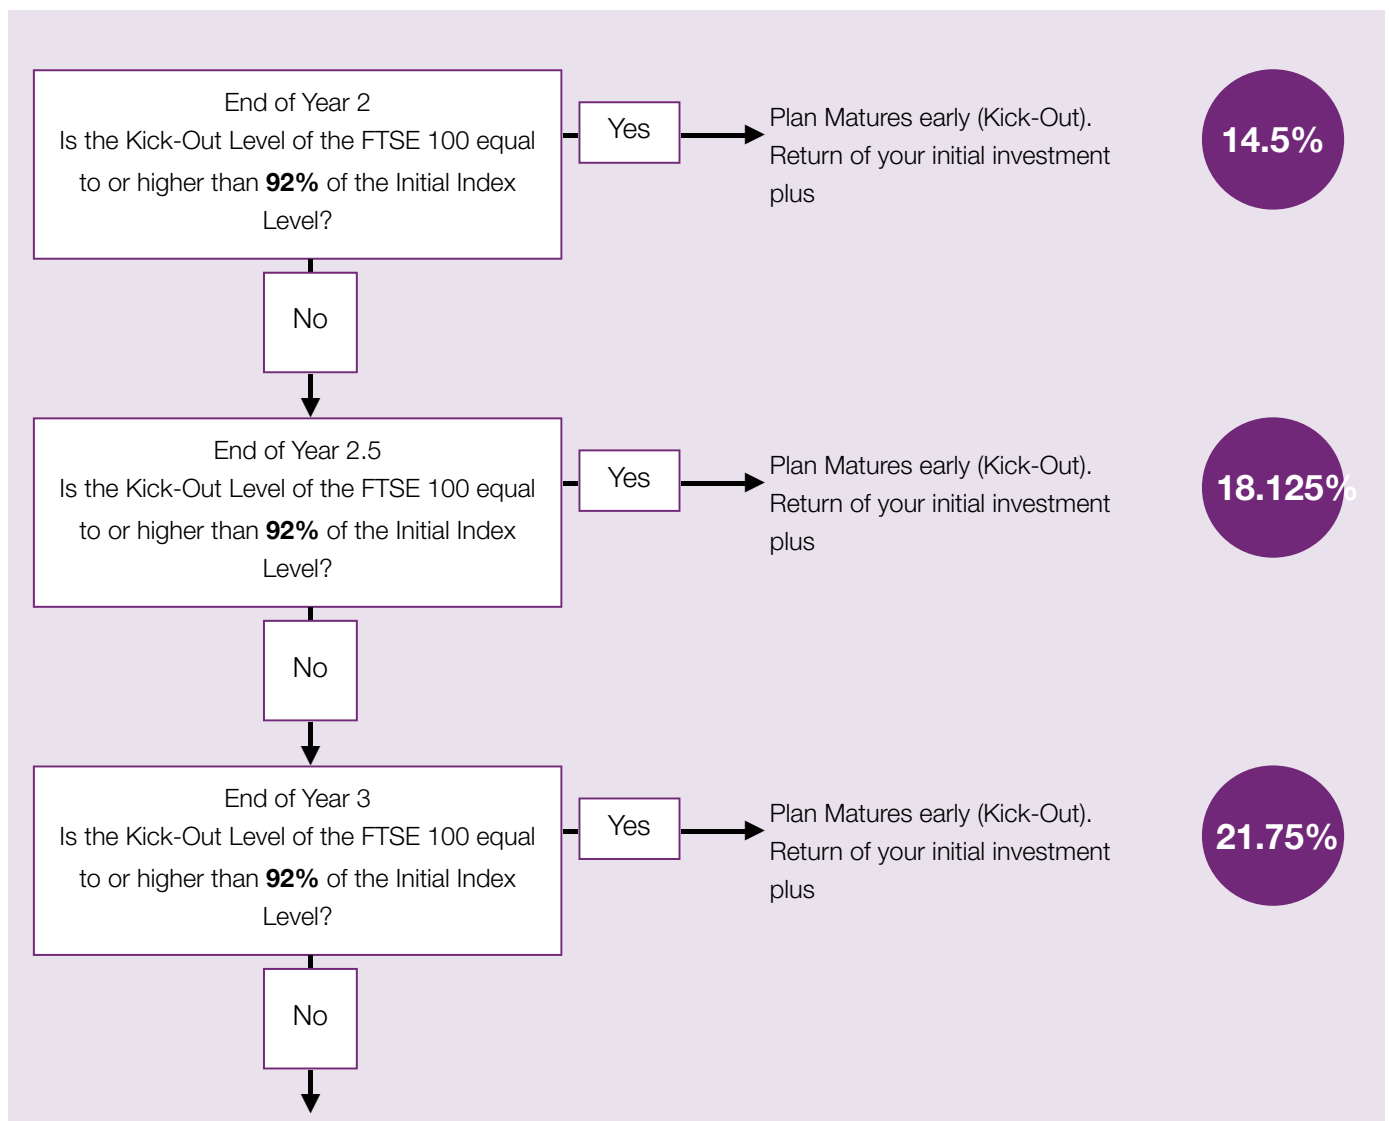 End of Year 2
Is the Kick-Out Level of the FTSE 100 equal
to or higher than 92% of the Initial Index
Level?
Yes
Plan Matures early (Kick-Out).
Return of your initial investment
plus
14.5%
No
End of Year 2.5
Is the Kick-Out Level of the FTSE 100 equal
to or higher than 92% of the Initial Index
Level?
Yes
Plan Matures early (Kick-Out).
Return of your initial investment
plus
18.125%
No
End of Year 3
Is the Kick-Out Level of the FTSE 100 equal
to or higher than 92% of the Initial Index
Level?
Yes
Plan Matures early (Kick-Out).
Return of your initial investment
plus
21.75%
No